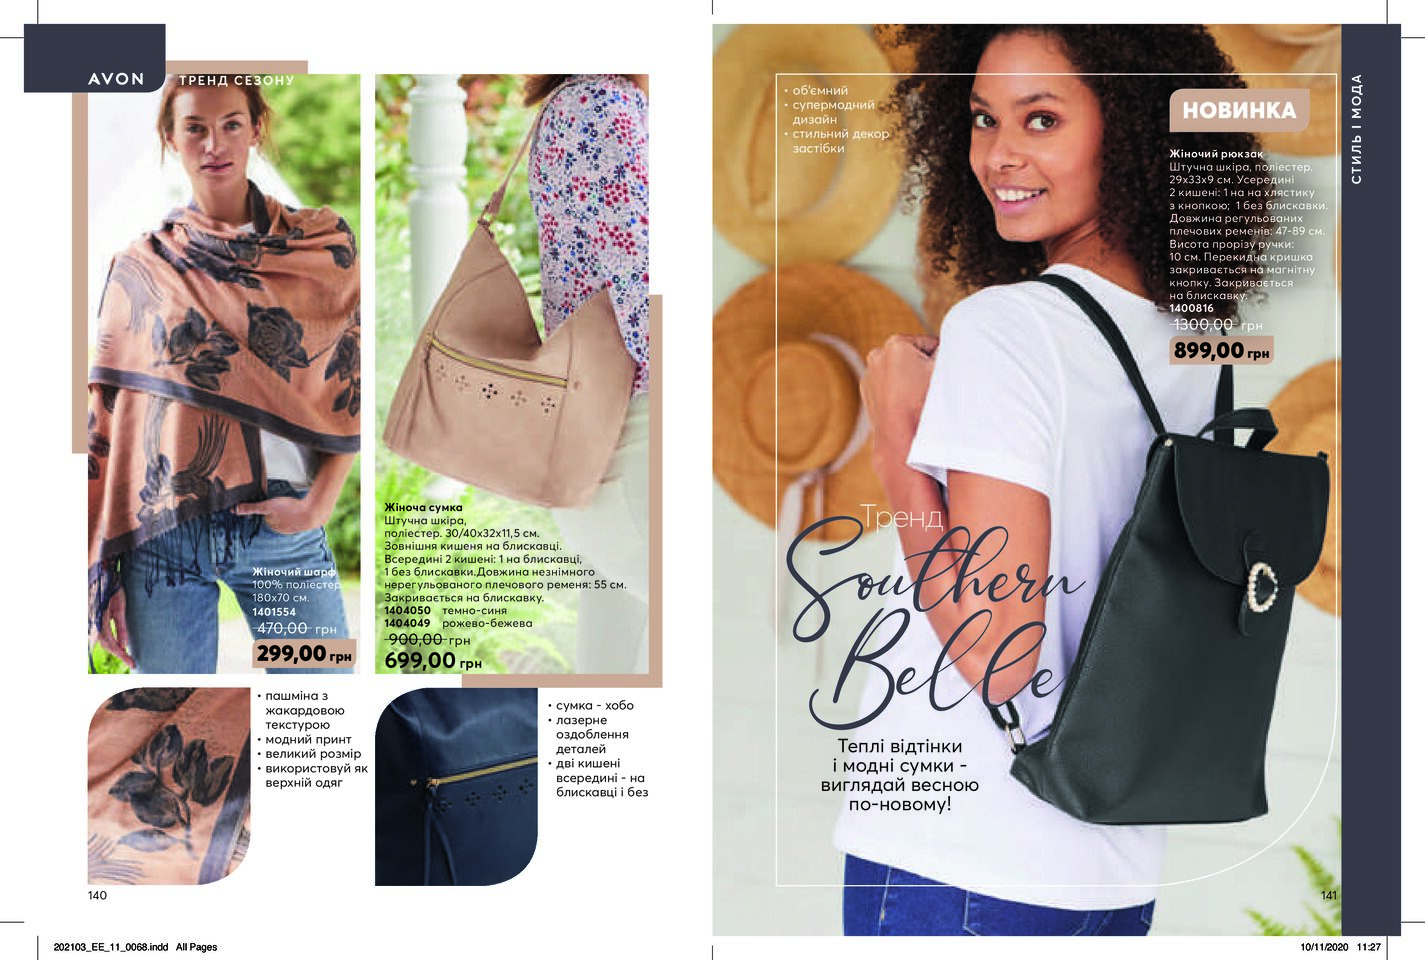 AVON
ТРЕНД СЕЗОНУ
Жіночий шарф
100% поліестер
180х70 см.
1401554
470,00 грн
299,00 грн
• пашміна з
жакардовою
текстурою
• модний принт
• великий розмір
• використовуй як
верхній одяг
140
Жіноча сумка
Штучна шкіра,
поліестер. 30/40х32х11,5 см.
Зовнішня кишеня на блискавці.
Всередині 2 кишені: 1 на блискавці,
1 без блискавки.Довжина незнімного
нерегульованого плечового ременя: 55 см.
Закривається на блискавку.
1404050 темно-синя
1404049 рожево-бежева
900,00 грн
699,00 грн
• сумка - хобо
• лазерне
оздоблення
деталей
• дві кишені
всередині - на
блискавці і без
• об'ємний
• супермодний
дизайн
• стильний декор
застібки
НОВИНКА
Жіночий рюкзак
Штучна шкіра, поліестер.
29х33х9 см. Усередині
2 кишені: 1 на на хлястику
з кнопкою; 1 без блискавки.
Довжина регульованих
плечових ременів: 47-89 см.
Висота прорізу ручки:
10 см. Перекидна кришка
закривається на магнітну
кнопку. Закривається
на блискавку.
1400816
1300,00 грн
899,00 грн
СТИЛЬ І МОДА
Тренд
Southern
Belle
Теплі відтінки
і модні сумки -
виглядай весною
по-новому!
141
202103_EE_11_0068.indd All Pages
10/11/2020 11:27